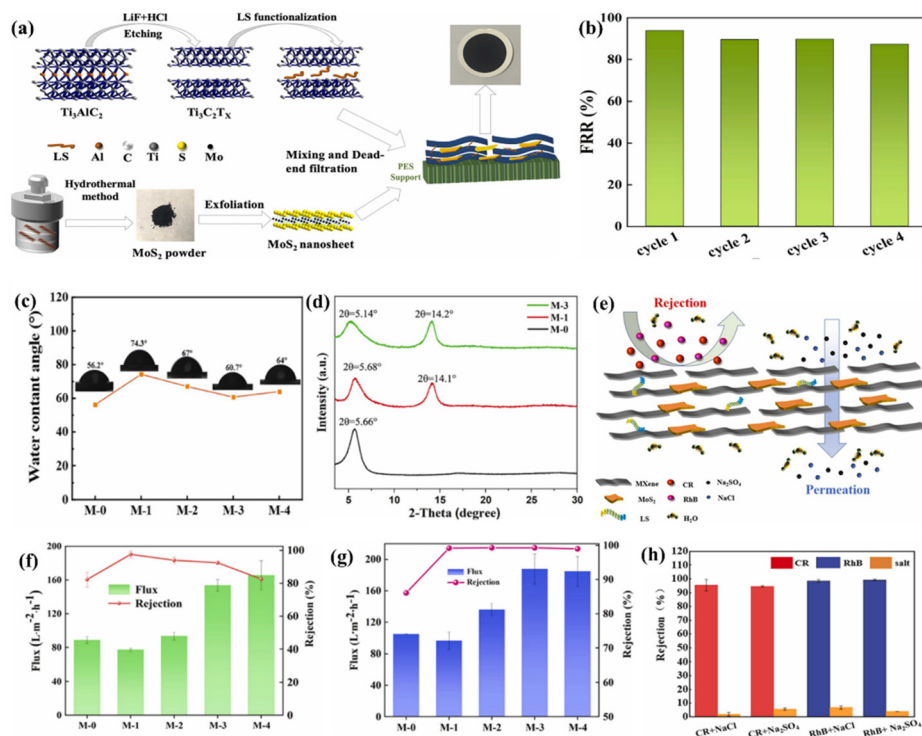 (a)
LiF+HCl
Etching
LS functionalization
Ti₃AlC₂
Ti₃C₂Tₓ
LS Al C Ti S Mo
Mixing and Dead-
end filtration
PES
Support
Hydrothermal
method
Exfoliation
MoS₂ powder
MoS₂ nanosheet
(b)
FRR (%)
100
80
60
40
20
0
cycle 1
cycle 2
cycle 3
cycle 4
(c)
Water contant angle (°)
120
100
80
60
40
20
0
56.2°
74.3°
67°
60.7°
64°
M-0 M-1 M-2 M-3 M-4
(d)
Intensity (a.u.)
M-3
M-1
M-0
2θ=5.14°
2θ=14.2°
2θ=5.68°
2θ=14.1°
2θ=5.66°
5 10 15 20 25 30
2-Theta (degree)
(e)
Rejection
Permeation
MXene
MoS₂
LS
CR
RhB
H₂O
Na₂SO₄
NaCl
(f)
Flux (L·m⁻²·h⁻¹)
200
160
120
80
40
0
Flux
Rejection
100
80
60
40
20
0
Rejection (%)
M-0 M-1 M-2 M-3 M-4
(g)
Flux (L·m⁻²·h⁻¹)
200
160
120
80
40
0
Flux
Rejection
100
90
80
70
60
50
Rejection (%)
M-0 M-1 M-2 M-3 M-4
(h)
Rejection (%)
120
110
100
90
80
70
60
50
40
30
20
10
0
CR
RhB
salt
CR+NaCl
CR+Na₂SO₄
RhB+NaCl
RhB+ Na₂SO₄